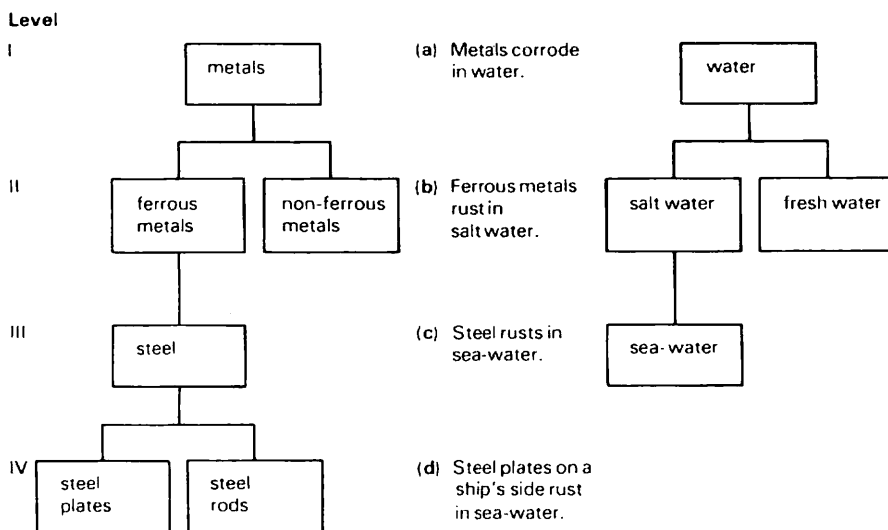 Level
I
metals
(a) Metals corrode
in water.
water
II
ferrous
metals
non-ferrous
metals
(b) Ferrous metals
rust in
salt water.
salt water
fresh water
III
steel
(c) Steel rusts in
sea-water.
sea-water
IV
steel
plates
steel
rods
(d) Steel plates on a
ship's side rust
in sea-water.